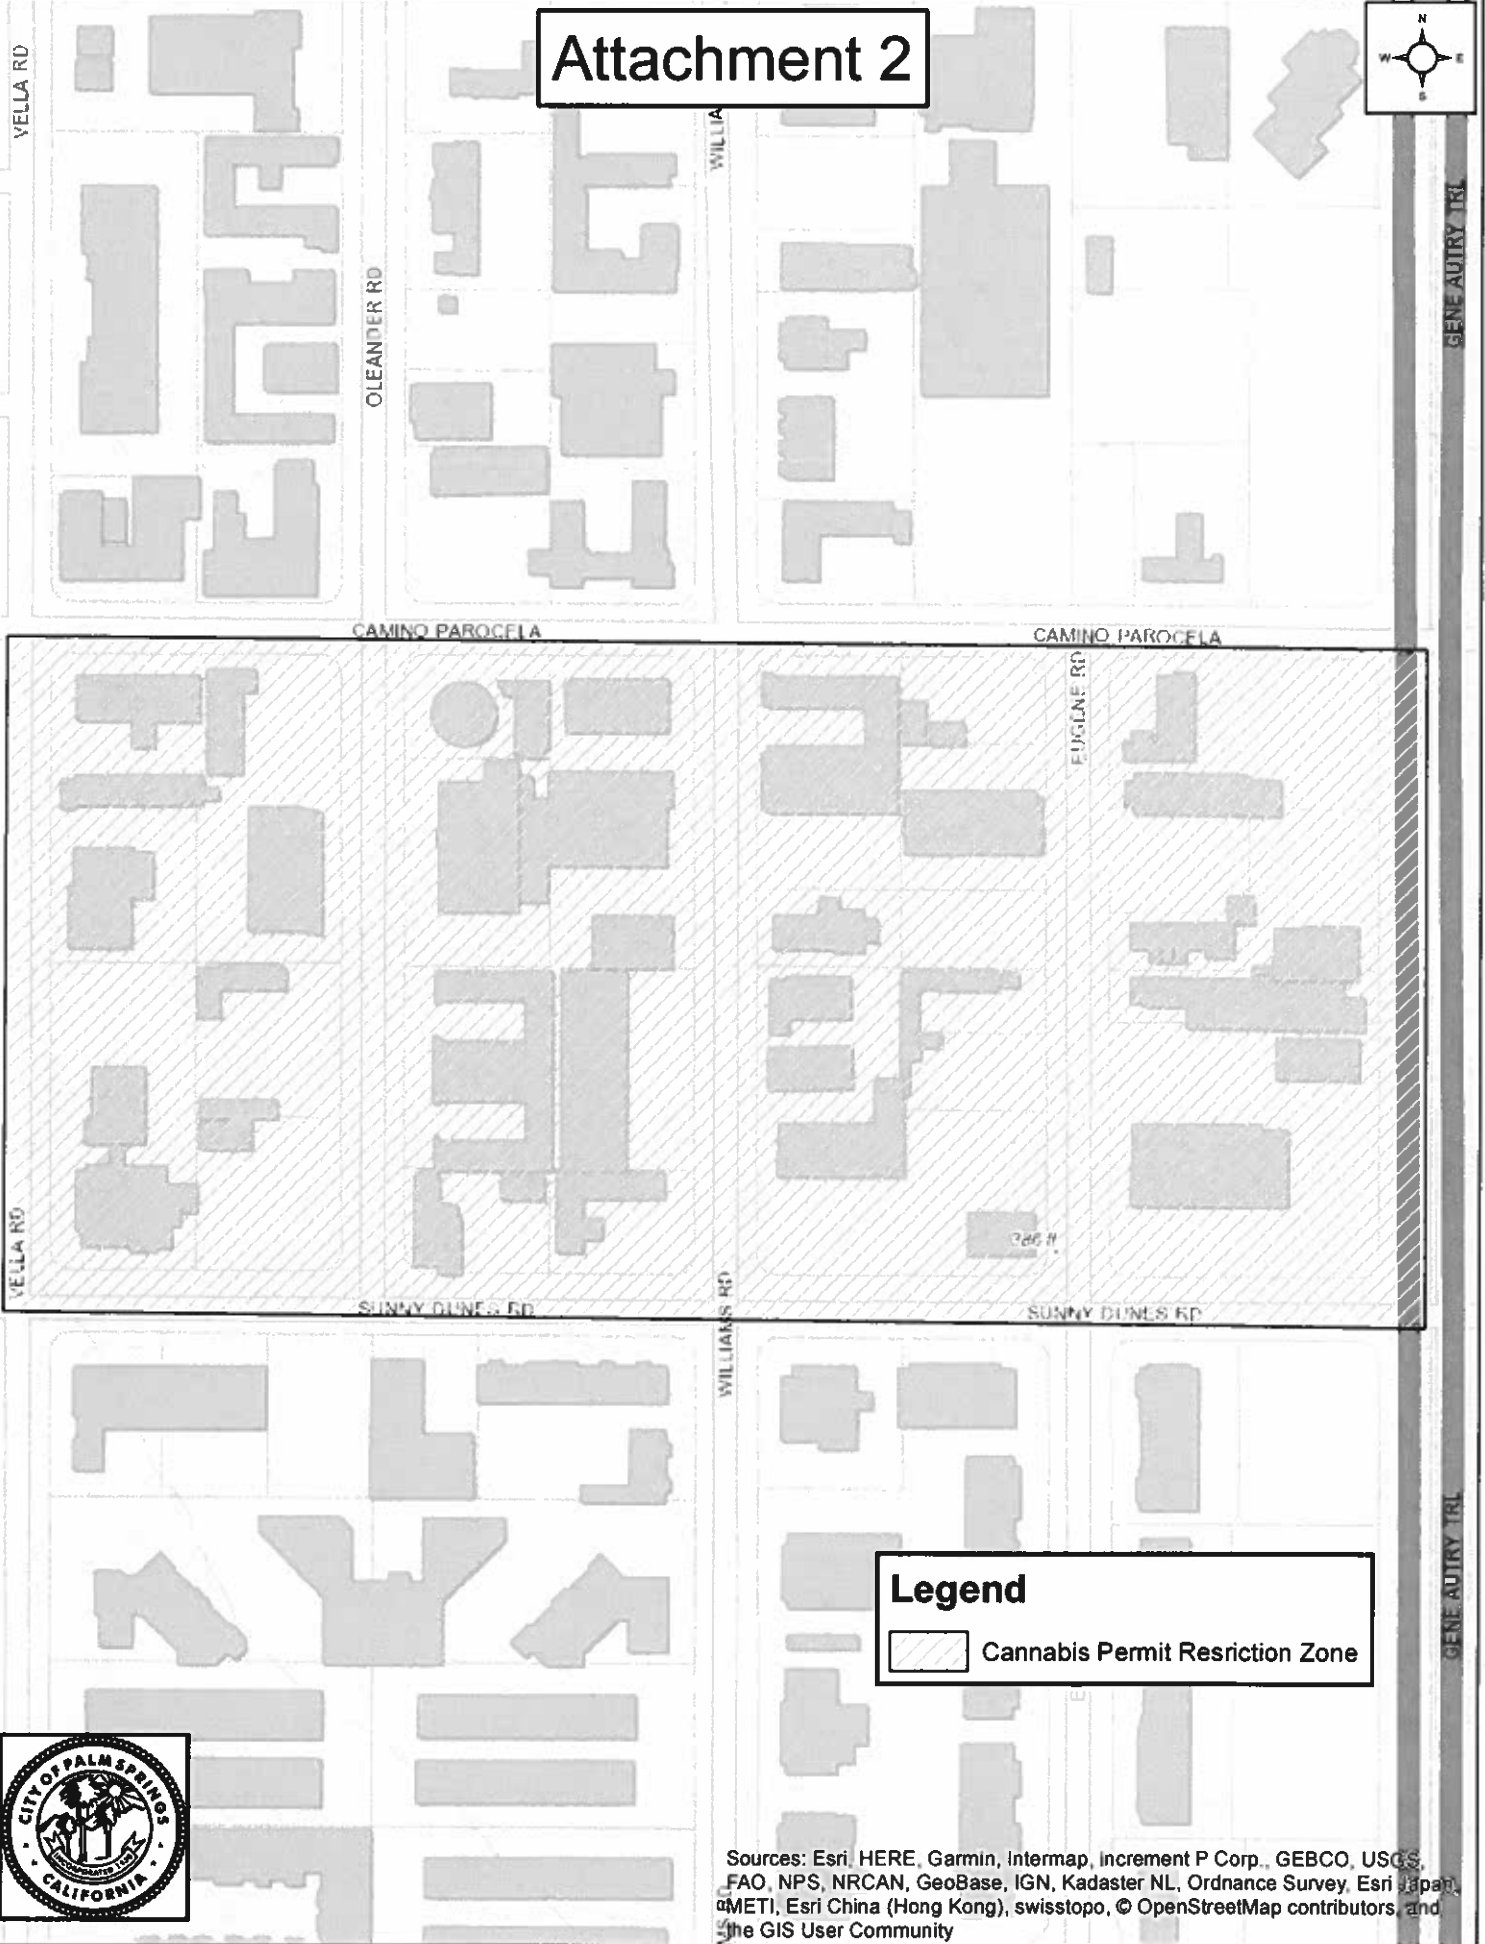 Attachment 2
N
W E
S
VELLA RD
OLEANDER RD
WILLIA
GENE AUTRY TRL
CAMINO PAROCELA
CAMINO PAROCELA
EUGENE RD
386 ft
VELLA RD
SUNNY DUNES RD
SUNNY DUNES RD
WILLIAMS RD
GENE AUTRY TRL
Legend
Cannabis Permit Resriction Zone
E
CITY OF PALM SPRINGS
CALIFORNIA
Sources: Esri, HERE, Garmin, Intermap, increment P Corp., GEBCO, USGS,
FAO, NPS, NRCAN, GeoBase, IGN, Kadaster NL, Ordnance Survey, Esri Japan,
METI, Esri China (Hong Kong), swisstopo, © OpenStreetMap contributors, and
the GIS User Community